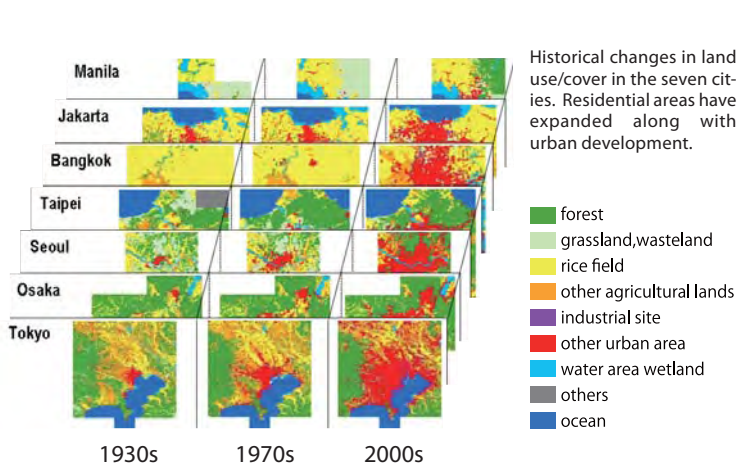 Manila
Jakarta
Bangkok
Taipei
Seoul
Osaka
Tokyo
1930s 1970s 2000s
Historical changes in land
use/cover in the seven cit-
ies. Residential areas have
expanded along with
urban development.
forest
grassland,wasteland
rice field
other agricultural lands
industrial site
other urban area
water area wetland
others
ocean